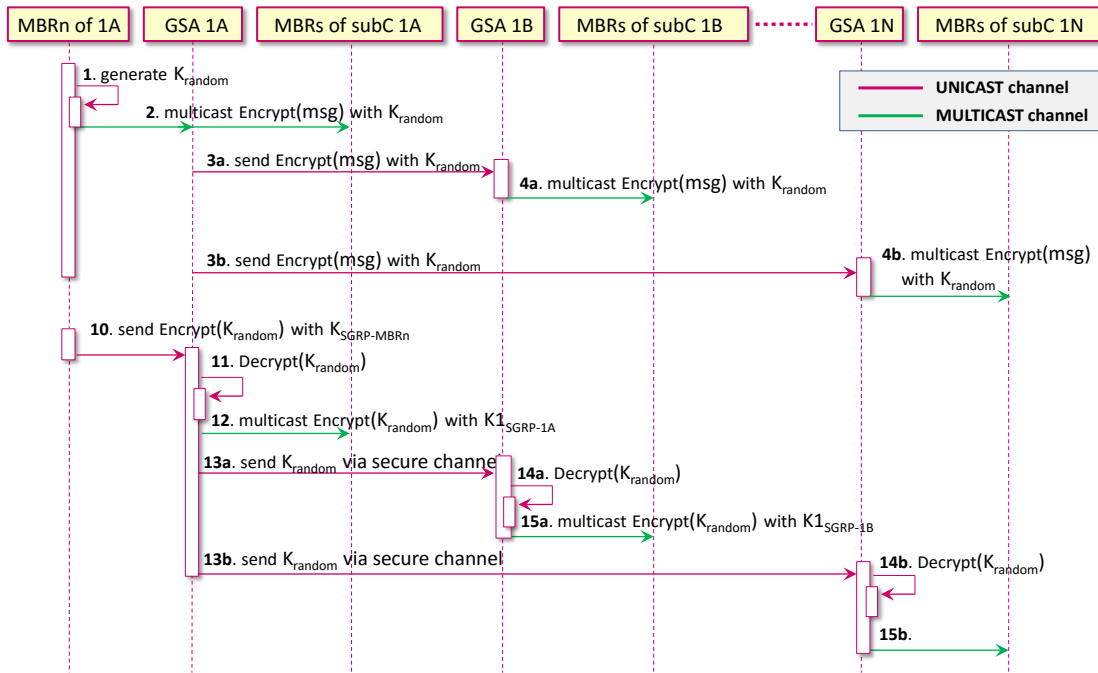 MBRn of 1A
GSA 1A
MBRs of subC 1A
GSA 1B
MBRs of subC 1B
GSA 1N
MBRs of subC 1N
UNICAST channel
MULTICAST channel
1. generate Krandom
2. multicast Encrypt(msg) with Krandom
3a. send Encrypt(msg) with Krandom
4a. multicast Encrypt(msg) with Krandom
3b. send Encrypt(msg) with Krandom
4b. multicast Encrypt(msg)
with Krandom
10. send Encrypt(Krandom) with KSGRP-MBRn
11. Decrypt(Krandom)
12. multicast Encrypt(Krandom) with K1SGRP-1A
13a. send Krandom via secure channel
14a. Decrypt(Krandom)
15a. multicast Encrypt(Krandom) with K1SGRP-1B
13b. send Krandom via secure channel
14b. Decrypt(Krandom)
15b.